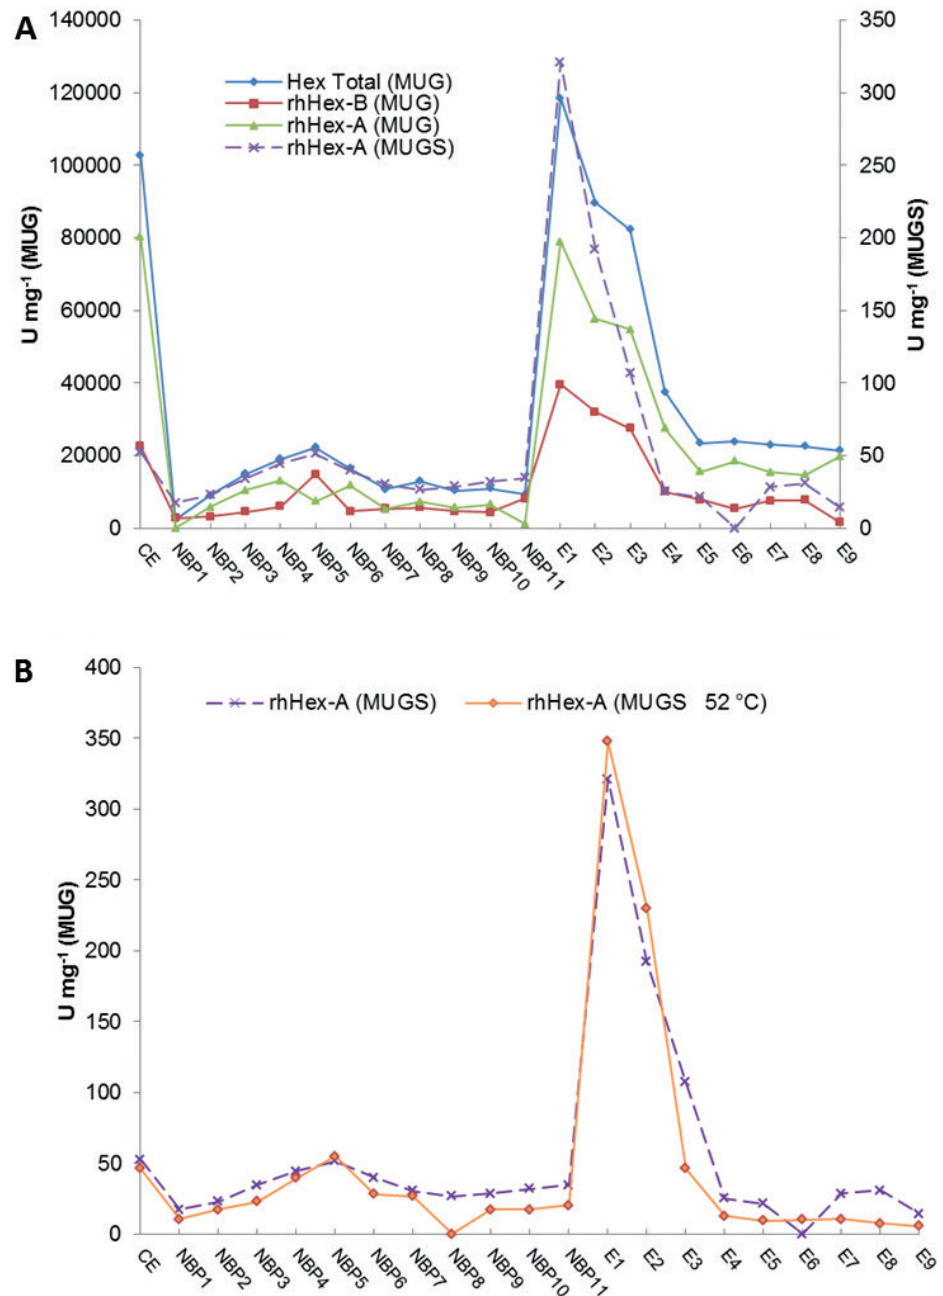 A
140000
120000
100000
80000
60000
40000
20000
0
U mg⁻¹ (MUG)
350
300
250
200
150
100
50
0
U mg⁻¹ (MUGS)
Hex Total (MUG)
rhHex-B (MUG)
rhHex-A (MUG)
rhHex-A (MUGS)
CE NBP1 NBP2 NBP3 NBP4 NBP5 NBP6 NBP7 NBP8 NBP9 NBP10 NBP11 E1 E2 E3 E4 E5 E6 E7 E8 E9
B
400
350
300
250
200
150
100
50
0
U mg⁻¹ (MUG)
rhHex-A (MUGS) rhHex-A (MUGS 52 °C)
CE NBP1 NBP2 NBP3 NBP4 NBP5 NBP6 NBP7 NBP8 NBP9 NBP10 NBP11 E1 E2 E3 E4 E5 E6 E7 E8 E9